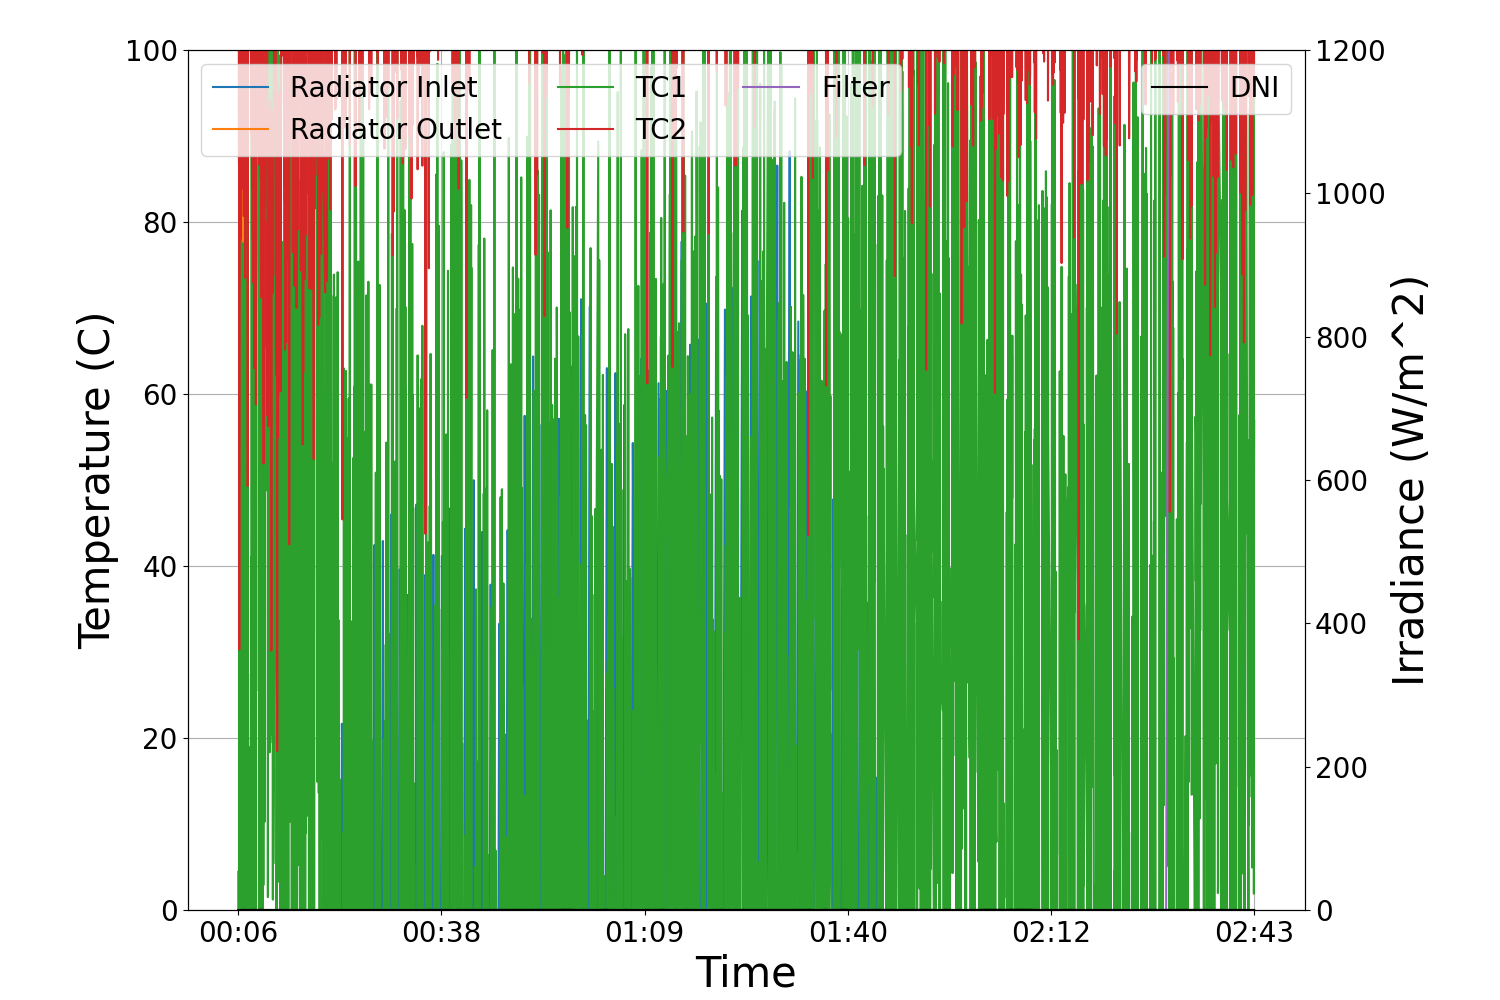 100
80
60
40
20
0
Temperature (C)
Radiator Inlet
Radiator Outlet
TC1
TC2
Filter
DNI
1200
1000
800
600
400
200
0
Irradiance (W/m^2)
00:06 00:38 01:09 01:40 02:12 02:43
Time